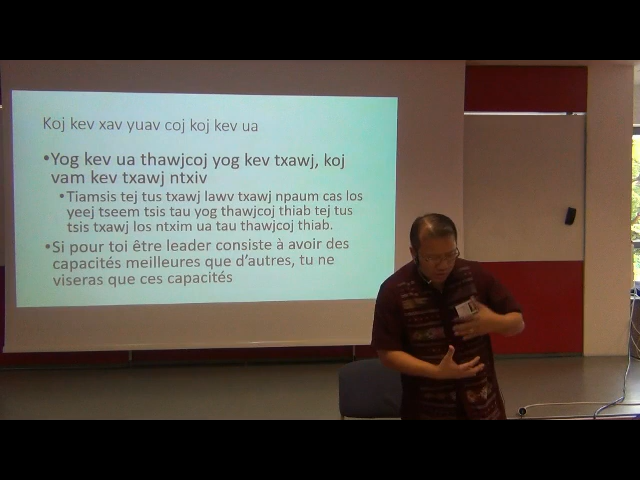 Koj kev xav yuav coj koj kev ua
•Yog kev ua thawjcoj yog kev txawj, koj
vam kev txawj ntxiv
•Tiamsis tej tus txawj lawv txawj npaum cas los
yeej tseem tsis tau yog thawjcoj thiab tej tus
tsis txawj los ntxim ua tau thawjcoj thiab.
•Si pour toi être leader consiste à avoir des
capacités meilleures que d'autres, tu ne
viseras que ces capacités